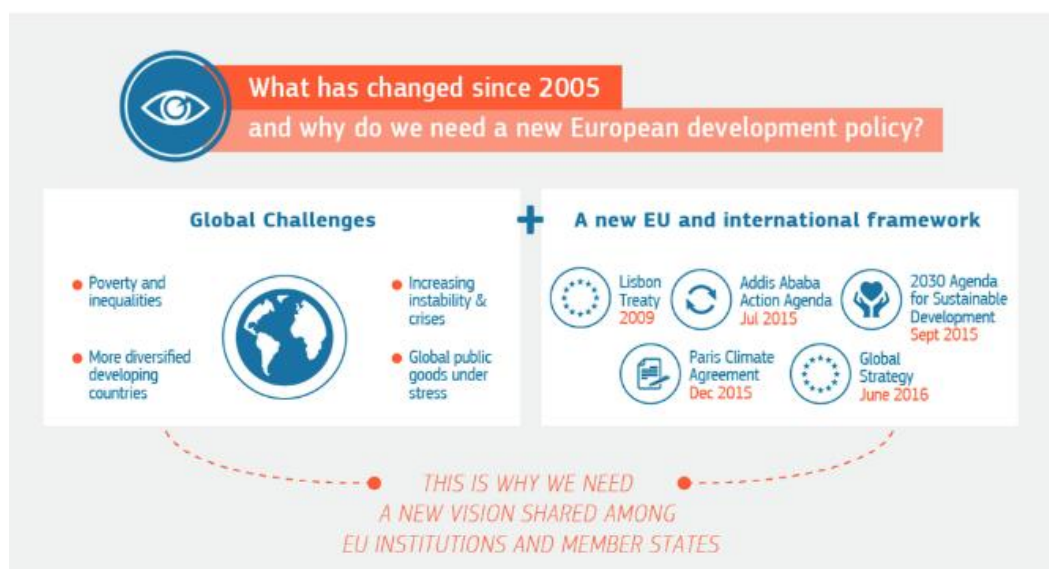 What has changed since 2005
and why do we need a new European development policy?
Global Challenges
Poverty and
inequalities
More diversified
developing
countries
Increasing
instability &
crises
Global public
goods under
stress
+
A new EU and international framework
Lisbon
Treaty
2009
Addis Ababa
Action Agenda
Jul 2015
2030 Agenda
for Sustainable
Development
Sept 2015
Paris Climate
Agreement
Dec 2015
Global
Strategy
June 2016
THIS IS WHY WE NEED
A NEW VISION SHARED AMONG
EU INSTITUTIONS AND MEMBER STATES